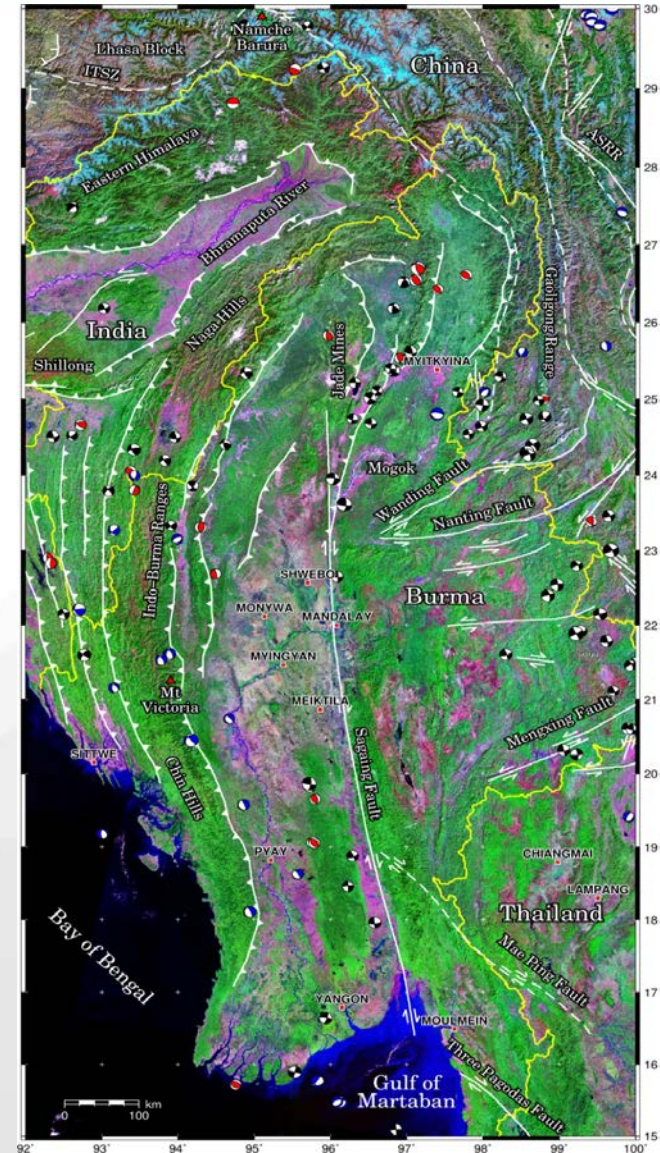 Namche
Barura
Lhasa Block
ITSZ
China
ASRR
Eastern Himalaya
Bhramaputa River
Naga Hills
Gaoligong Range
India
Shillong
Jade Mines
MYITKYINA
Mogok
Wanding Fault
Nanting Fault
Indo-Burma Ranges
SHWEBO
Burma
MONYWA
MANDALAY
MYINGYAN
Mt
Victoria
MEIKTILA
Mengxing Fault
SITTWE
Chin Hills
Sagaing Fault
PYAY
CHIANGMAI
LAMPANG
Thailand
Bay of Bengal
Mae Ping Fault
YANGON
MOULMEIN
Three Pagodas Fault
Gulf of
Martaban
km
0 100
30
29
28
27
26
25
24
23
22
21
20
19
18
17
16
15
92° 93° 94° 95° 96° 97° 98° 99° 100°